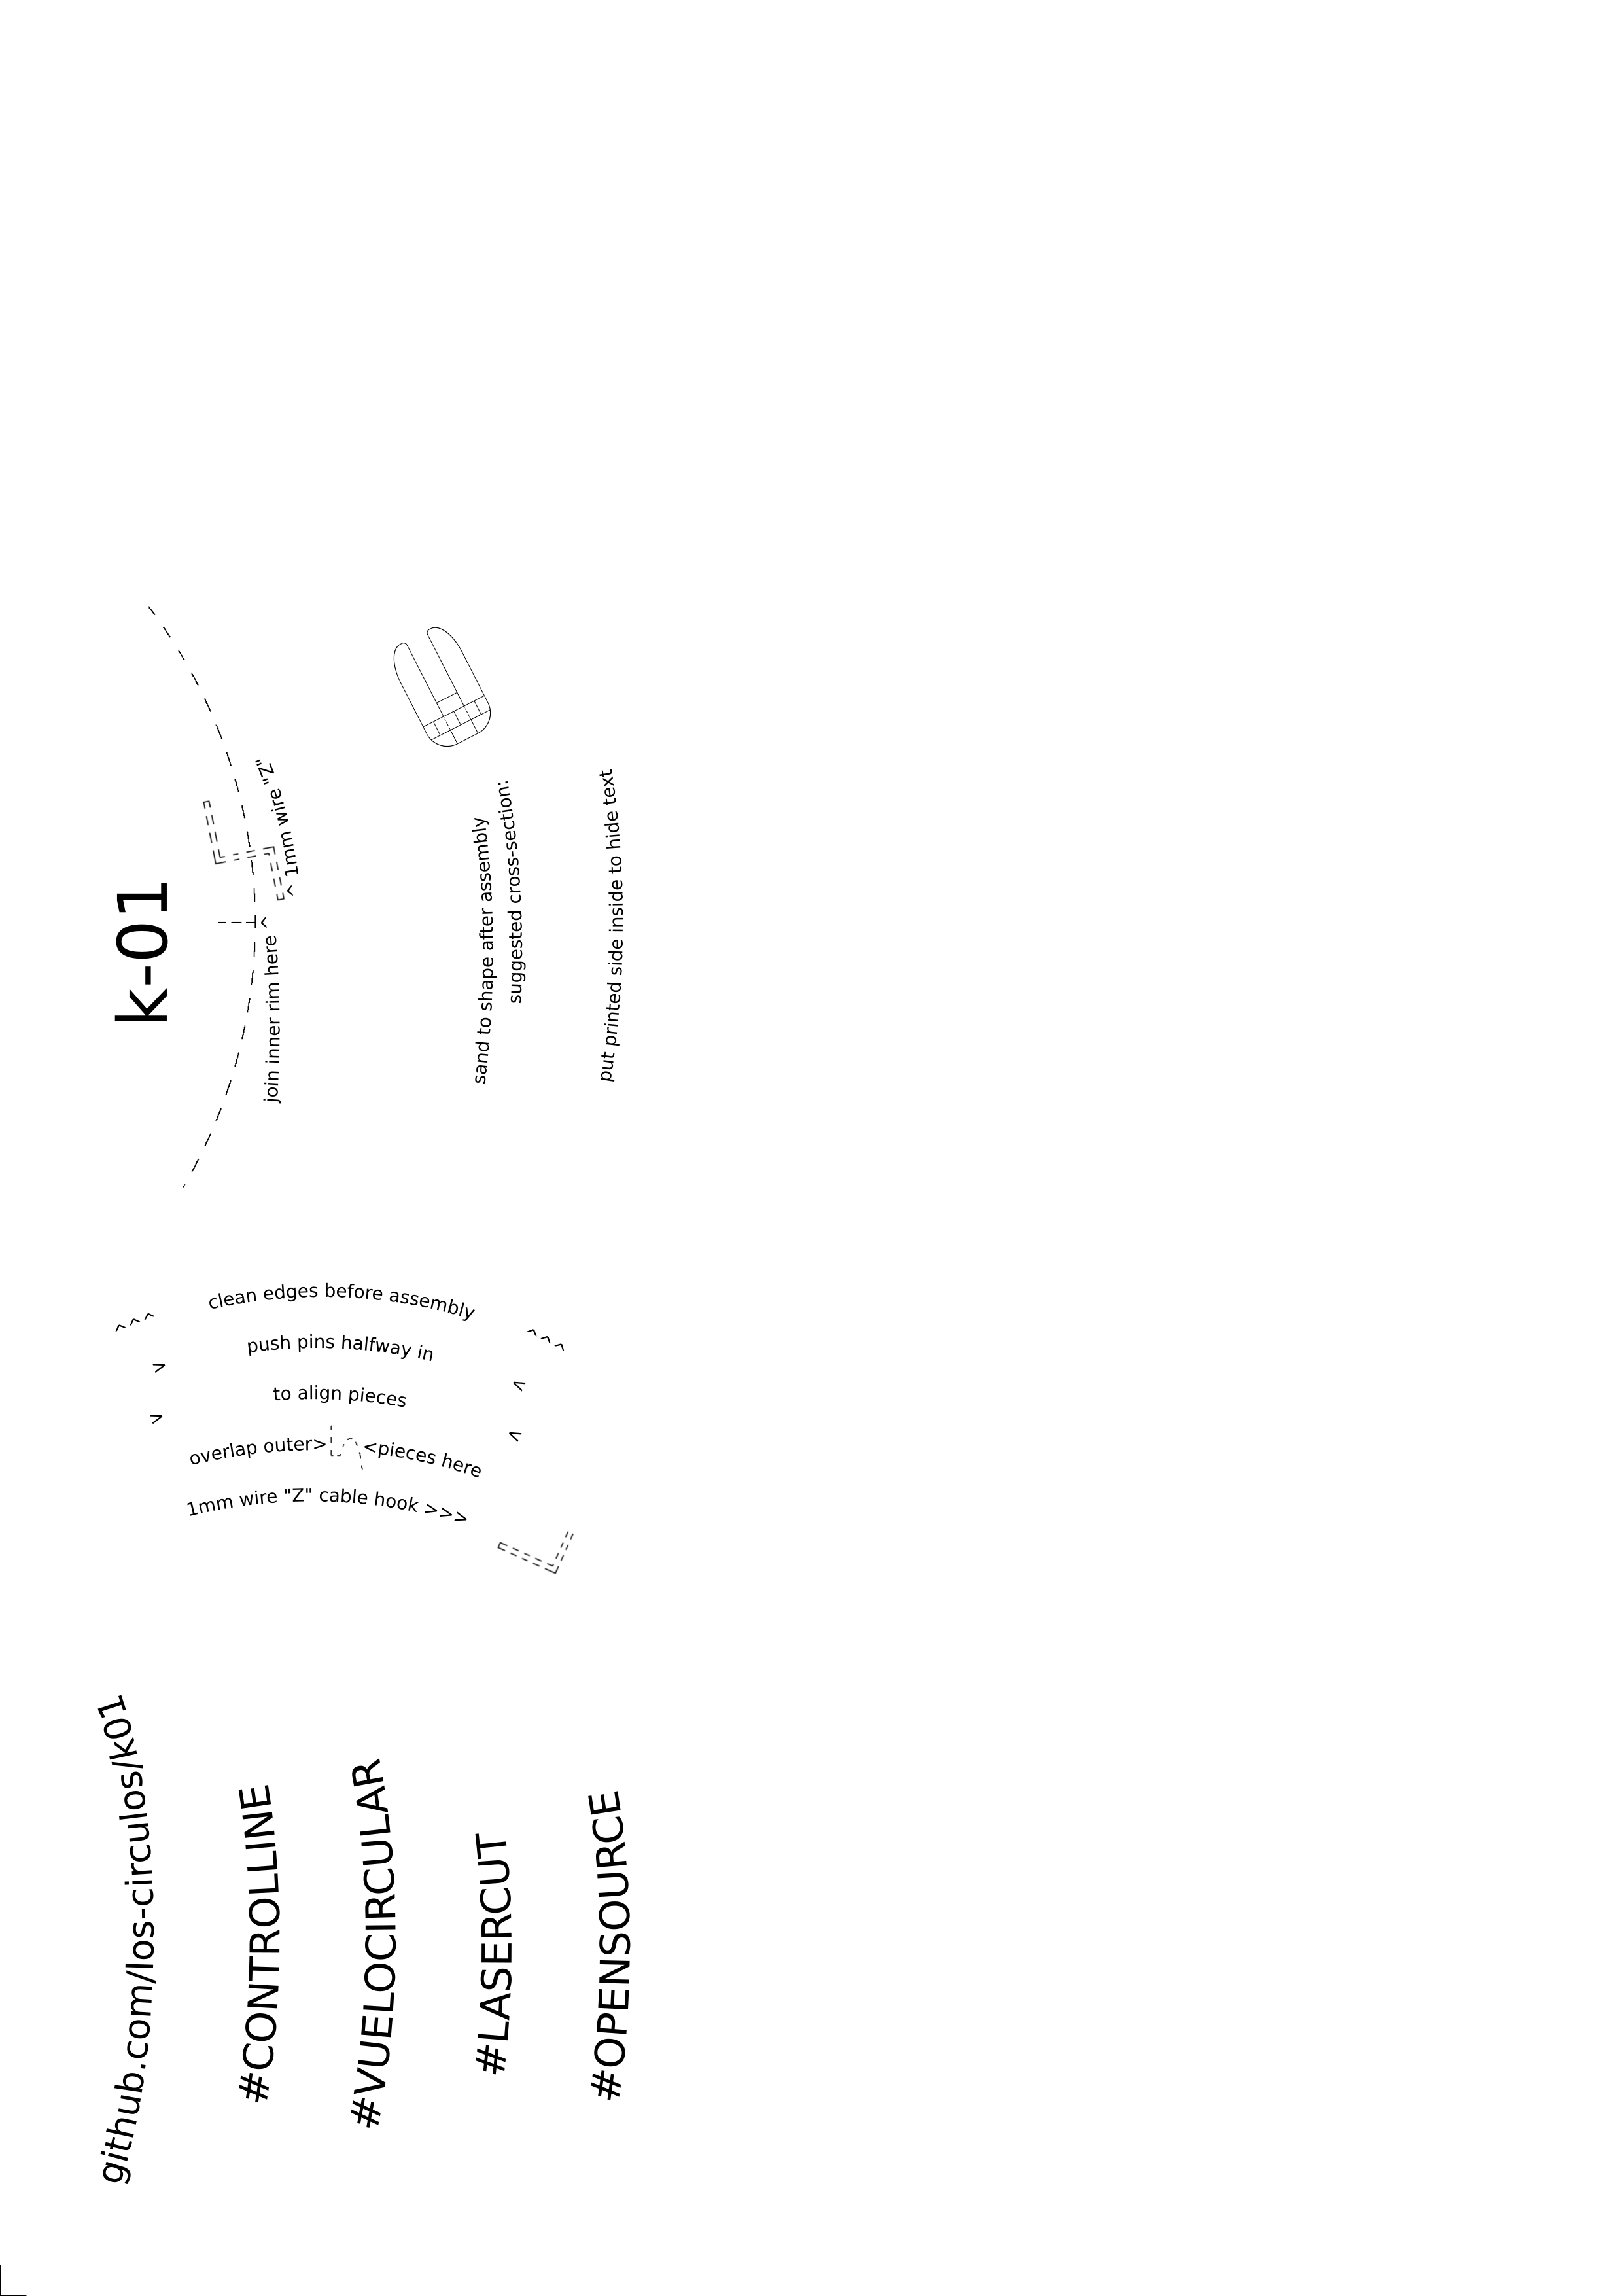 k-01
^ 1mm wire "Z"
join inner rim here ^
sand to shape after assembly
suggested cross-section:
put printed side inside to hide text
^^^
^^^
clean edges before assembly
> push pins halfway in <
> to align pieces <
overlap outer> <pieces here
1mm wire "Z" cable hook >>>
github.com/los-circulos/k01
#CONTROLLINE
#VUELOCIRCULAR
#LASERCUT
#OPENSOURCE